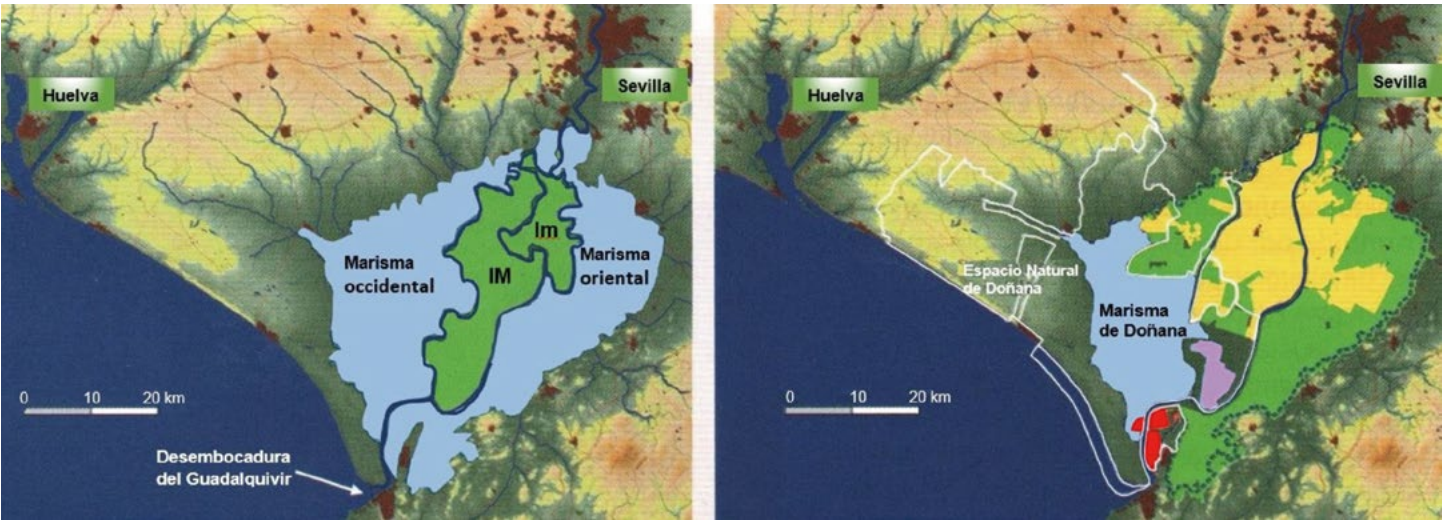 Huelva
Sevilla
Marisma
occidental
IM
Im
Marisma
oriental
0 10 20 km
Desembocadura
del Guadalquivir
Huelva
Sevilla
Espacio Natural
de Doñana
Marisma
de Doñana
0 10 20 km